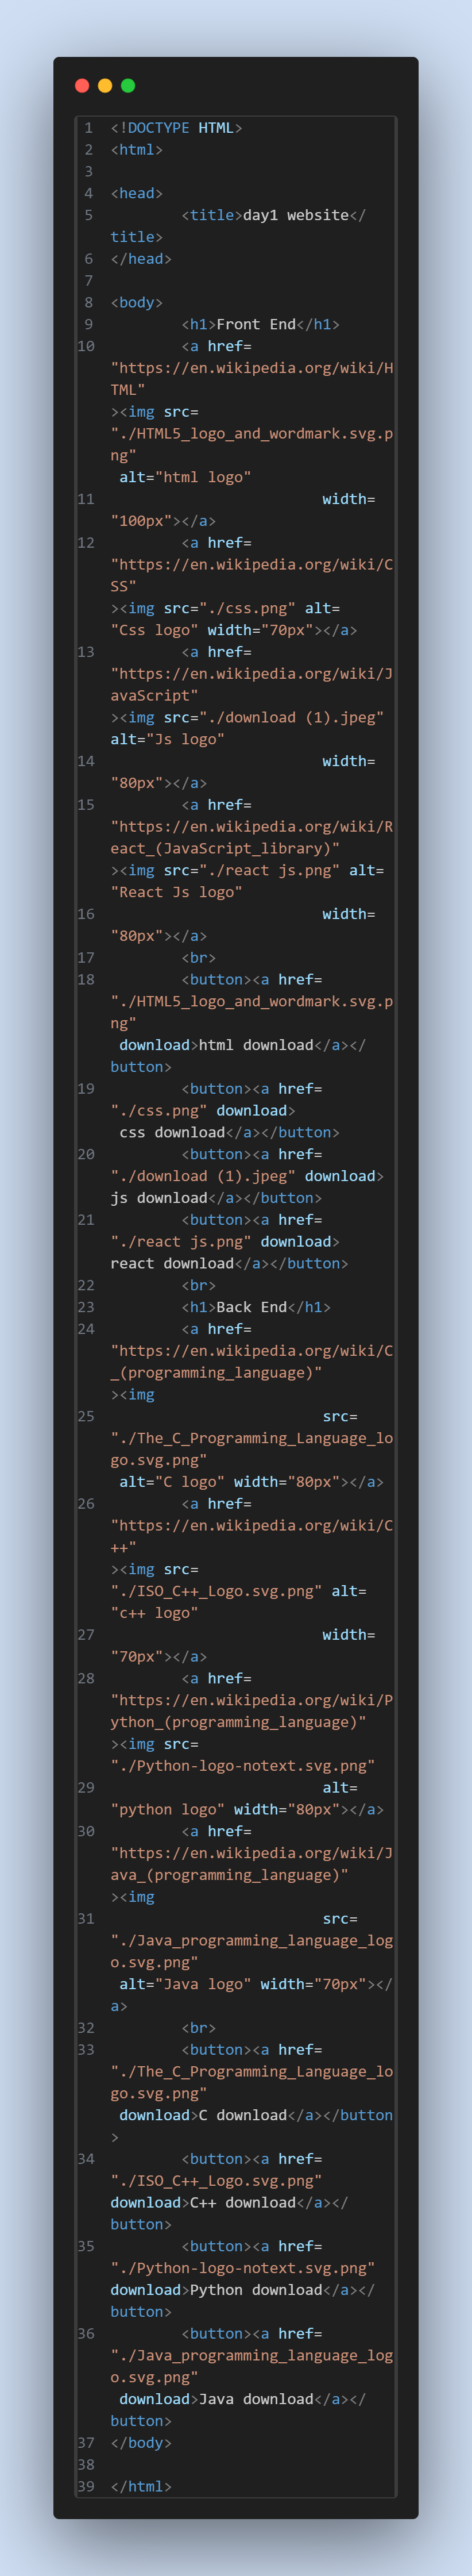 1 <!DOCTYPE HTML>
2 <html>
3
4 <head>
5 <title>day1 website</
title>
6 </head>
7
8 <body>
9 <h1>Front End</h1>
10 <a href=
"https://en.wikipedia.org/wiki/H
TML"
><img src=
"./HTML5_logo_and_wordmark.svg.p
ng"
alt="html logo"
11 width=
"100px"></a>
12 <a href=
"https://en.wikipedia.org/wiki/C
SS"
><img src="./css.png" alt=
"Css logo" width="70px"></a>
13 <a href=
"https://en.wikipedia.org/wiki/J
avaScript"
><img src="./download (1).jpeg"
alt="Js logo"
14 width=
"80px"></a>
15 <a href=
"https://en.wikipedia.org/wiki/R
eact_(JavaScript_library)"
><img src="./react js.png" alt=
"React Js logo"
16 width=
"80px"></a>
17 <br>
18 <button><a href=
"./HTML5_logo_and_wordmark.svg.p
ng"
download>html download</a></
button>
19 <button><a href=
"./css.png" download>
css download</a></button>
20 <button><a href=
"./download (1).jpeg" download>
js download</a></button>
21 <button><a href=
"./react js.png" download>
react download</a></button>
22 <br>
23 <h1>Back End</h1>
24 <a href=
"https://en.wikipedia.org/wiki/C
_(programming_language)"
><img
25 src=
"./The_C_Programming_Language_lo
go.svg.png"
alt="C logo" width="80px"></a>
26 <a href=
"https://en.wikipedia.org/wiki/C
++"
><img src=
"./ISO_C++_Logo.svg.png" alt=
"c++ logo"
27 width=
"70px"></a>
28 <a href=
"https://en.wikipedia.org/wiki/P
ython_(programming_language)"
><img src=
"./Python-logo-notext.svg.png"
29 alt=
"python logo" width="80px"></a>
30 <a href=
"https://en.wikipedia.org/wiki/J
ava_(programming_language)"
><img
31 src=
"./Java_programming_language_log
o.svg.png"
alt="Java logo" width="70px"></
a>
32 <br>
33 <button><a href=
"./The_C_Programming_Language_lo
go.svg.png"
download>C download</a></button
>
34 <button><a href=
"./ISO_C++_Logo.svg.png"
download>C++ download</a></
button>
35 <button><a href=
"./Python-logo-notext.svg.png"
download>Python download</a></
button>
36 <button><a href=
"./Java_programming_language_log
o.svg.png"
download>Java download</a></
button>
37 </body>
38
39 </html>